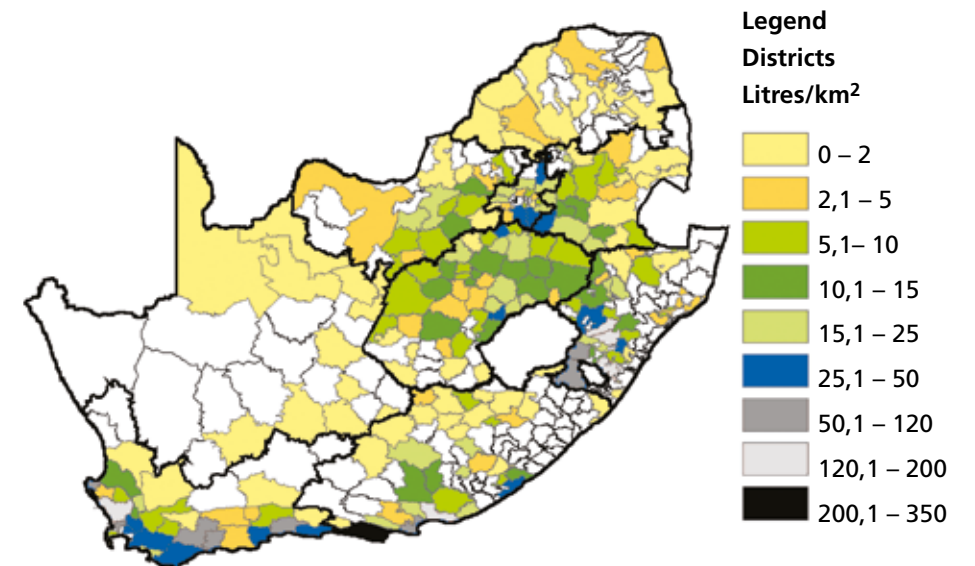 Legend
Districts
Litres/km²
0 – 2
2,1 – 5
5,1– 10
10,1 – 15
15,1 – 25
25,1 – 50
50,1 – 120
120,1 – 200
200,1 – 350